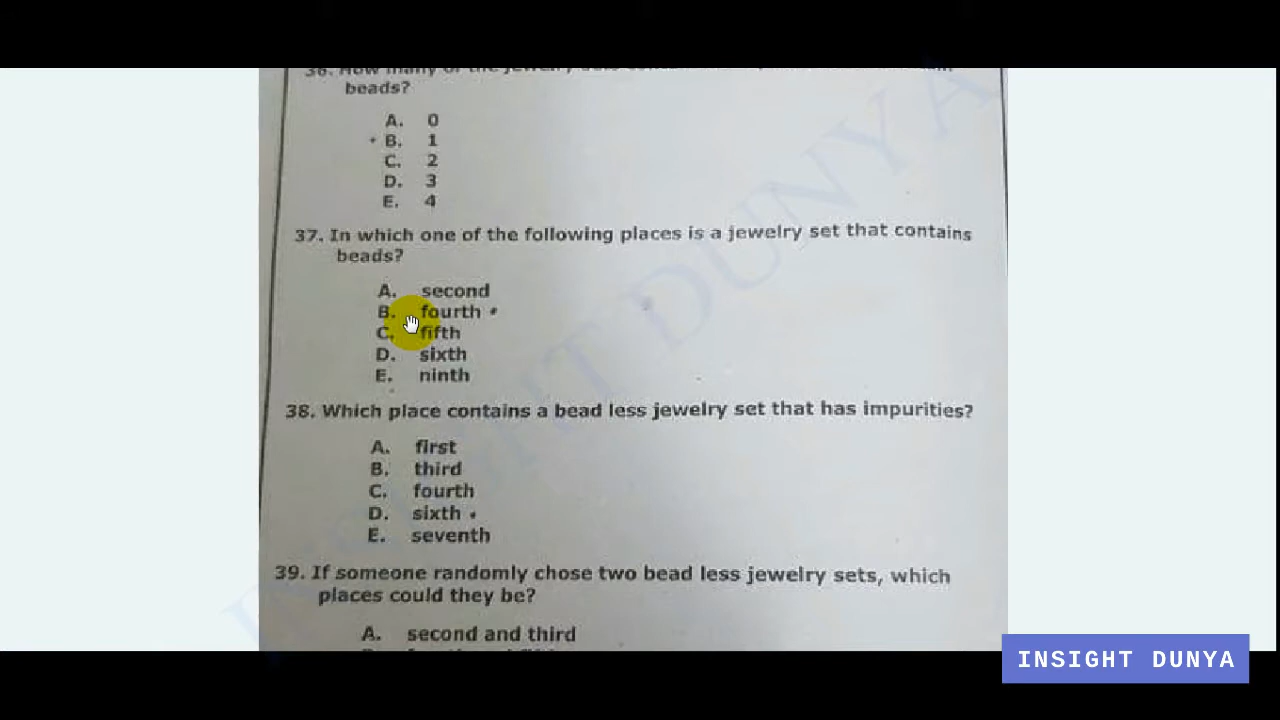 beads?
A. 0
B. 1
C. 2
D. 3
E. 4
37. In which one of the following places is a jewelry set that contains
beads?
A. second
B. fourth
C. fifth
D. sixth
E. ninth
38. Which place contains a bead less jewelry set that has impurities?
A. first
B. third
C. fourth
D. sixth
E. seventh
39. If someone randomly chose two bead less jewelry sets, which
places could they be?
A. second and third
INSIGHT DUNYA
INSIGHT DUNYA